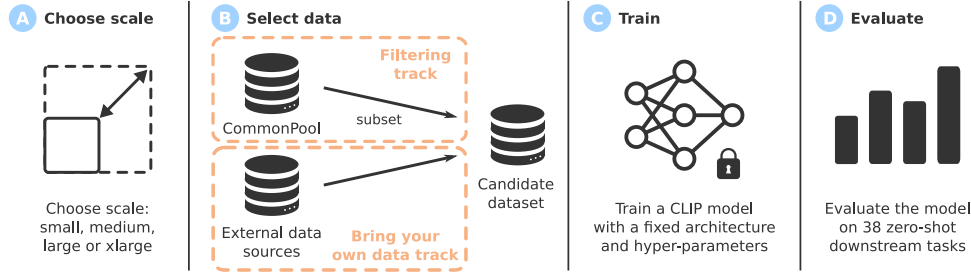 A Choose scale
Choose scale:
small, medium,
large or xlarge
B Select data
Filtering
track
CommonPool
subset
External data
sources
Bring your
own data track
Candidate
dataset
C Train
Train a CLIP model
with a fixed architecture
and hyper-parameters
D Evaluate
Evaluate the model
on 38 zero-shot
downstream tasks